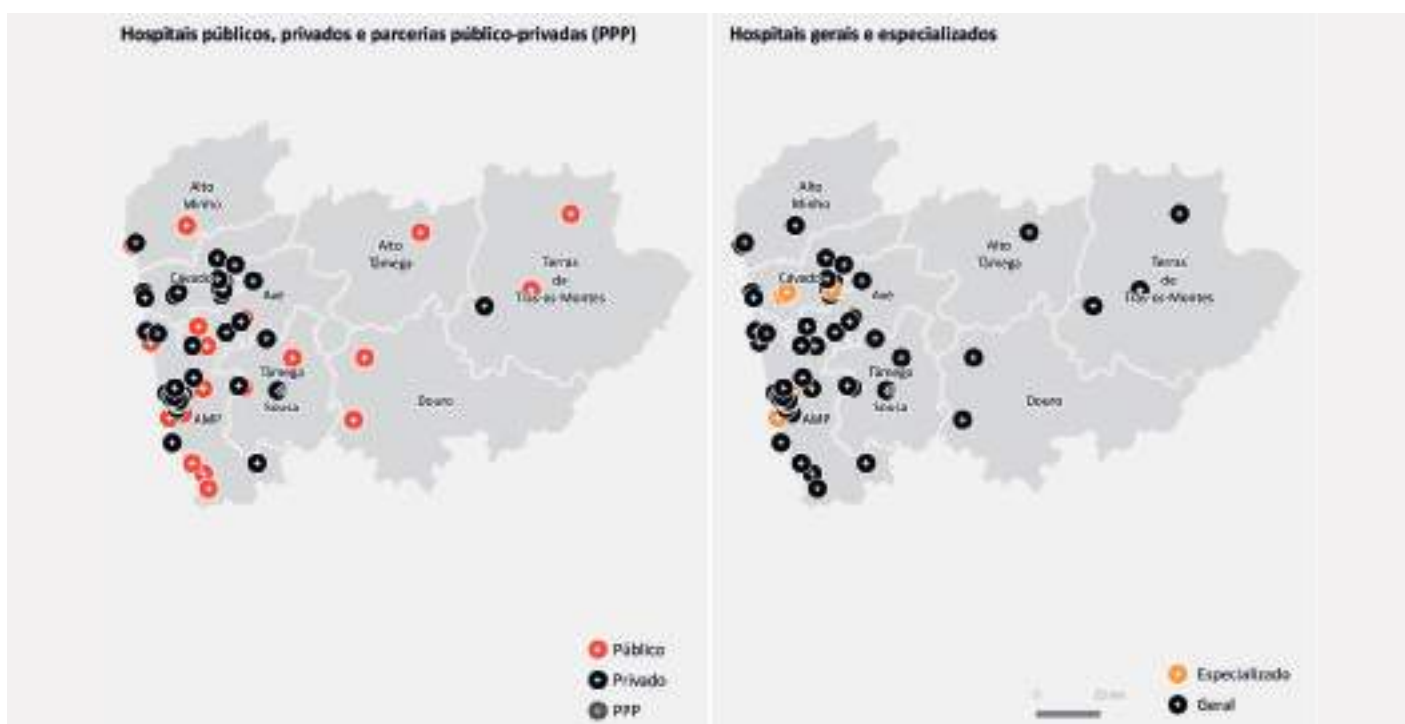 Hospitais públicos, privados e parcerias público-privadas (PPP)
Alto
Minho
Alto
Tâmega
Terras
de
Trás-os-Montes
Cávado
Ave
Tâmega
Sousa
Douro
AMP
Público
Privado
PPP
Hospitais gerais e especializados
Alto
Minho
Alto
Tâmega
Terras
de
Trás-os-Montes
Cávado
Ave
Tâmega
Sousa
Douro
AMP
Especializado
Geral
0